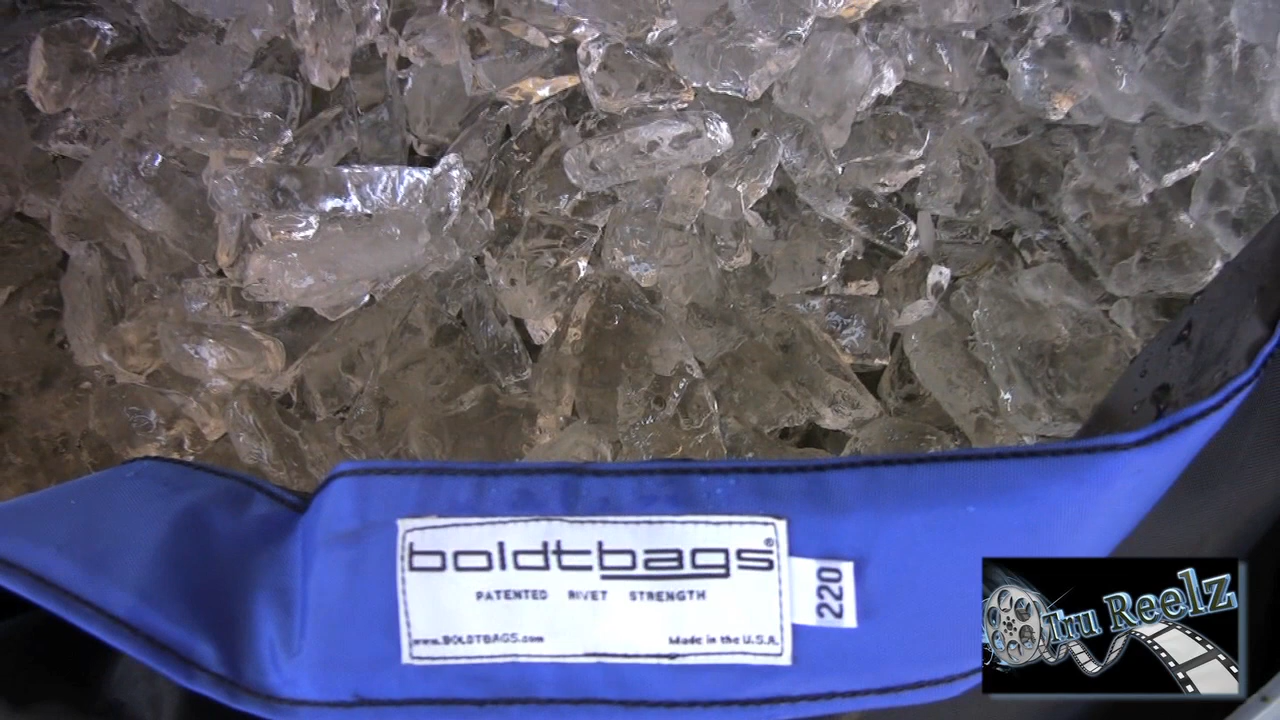 boldtbags®
PATENTED RIVET STRENGTH
www.BOLDTBAGS.com
Made in the U.S.A.
220
Tru Reelz